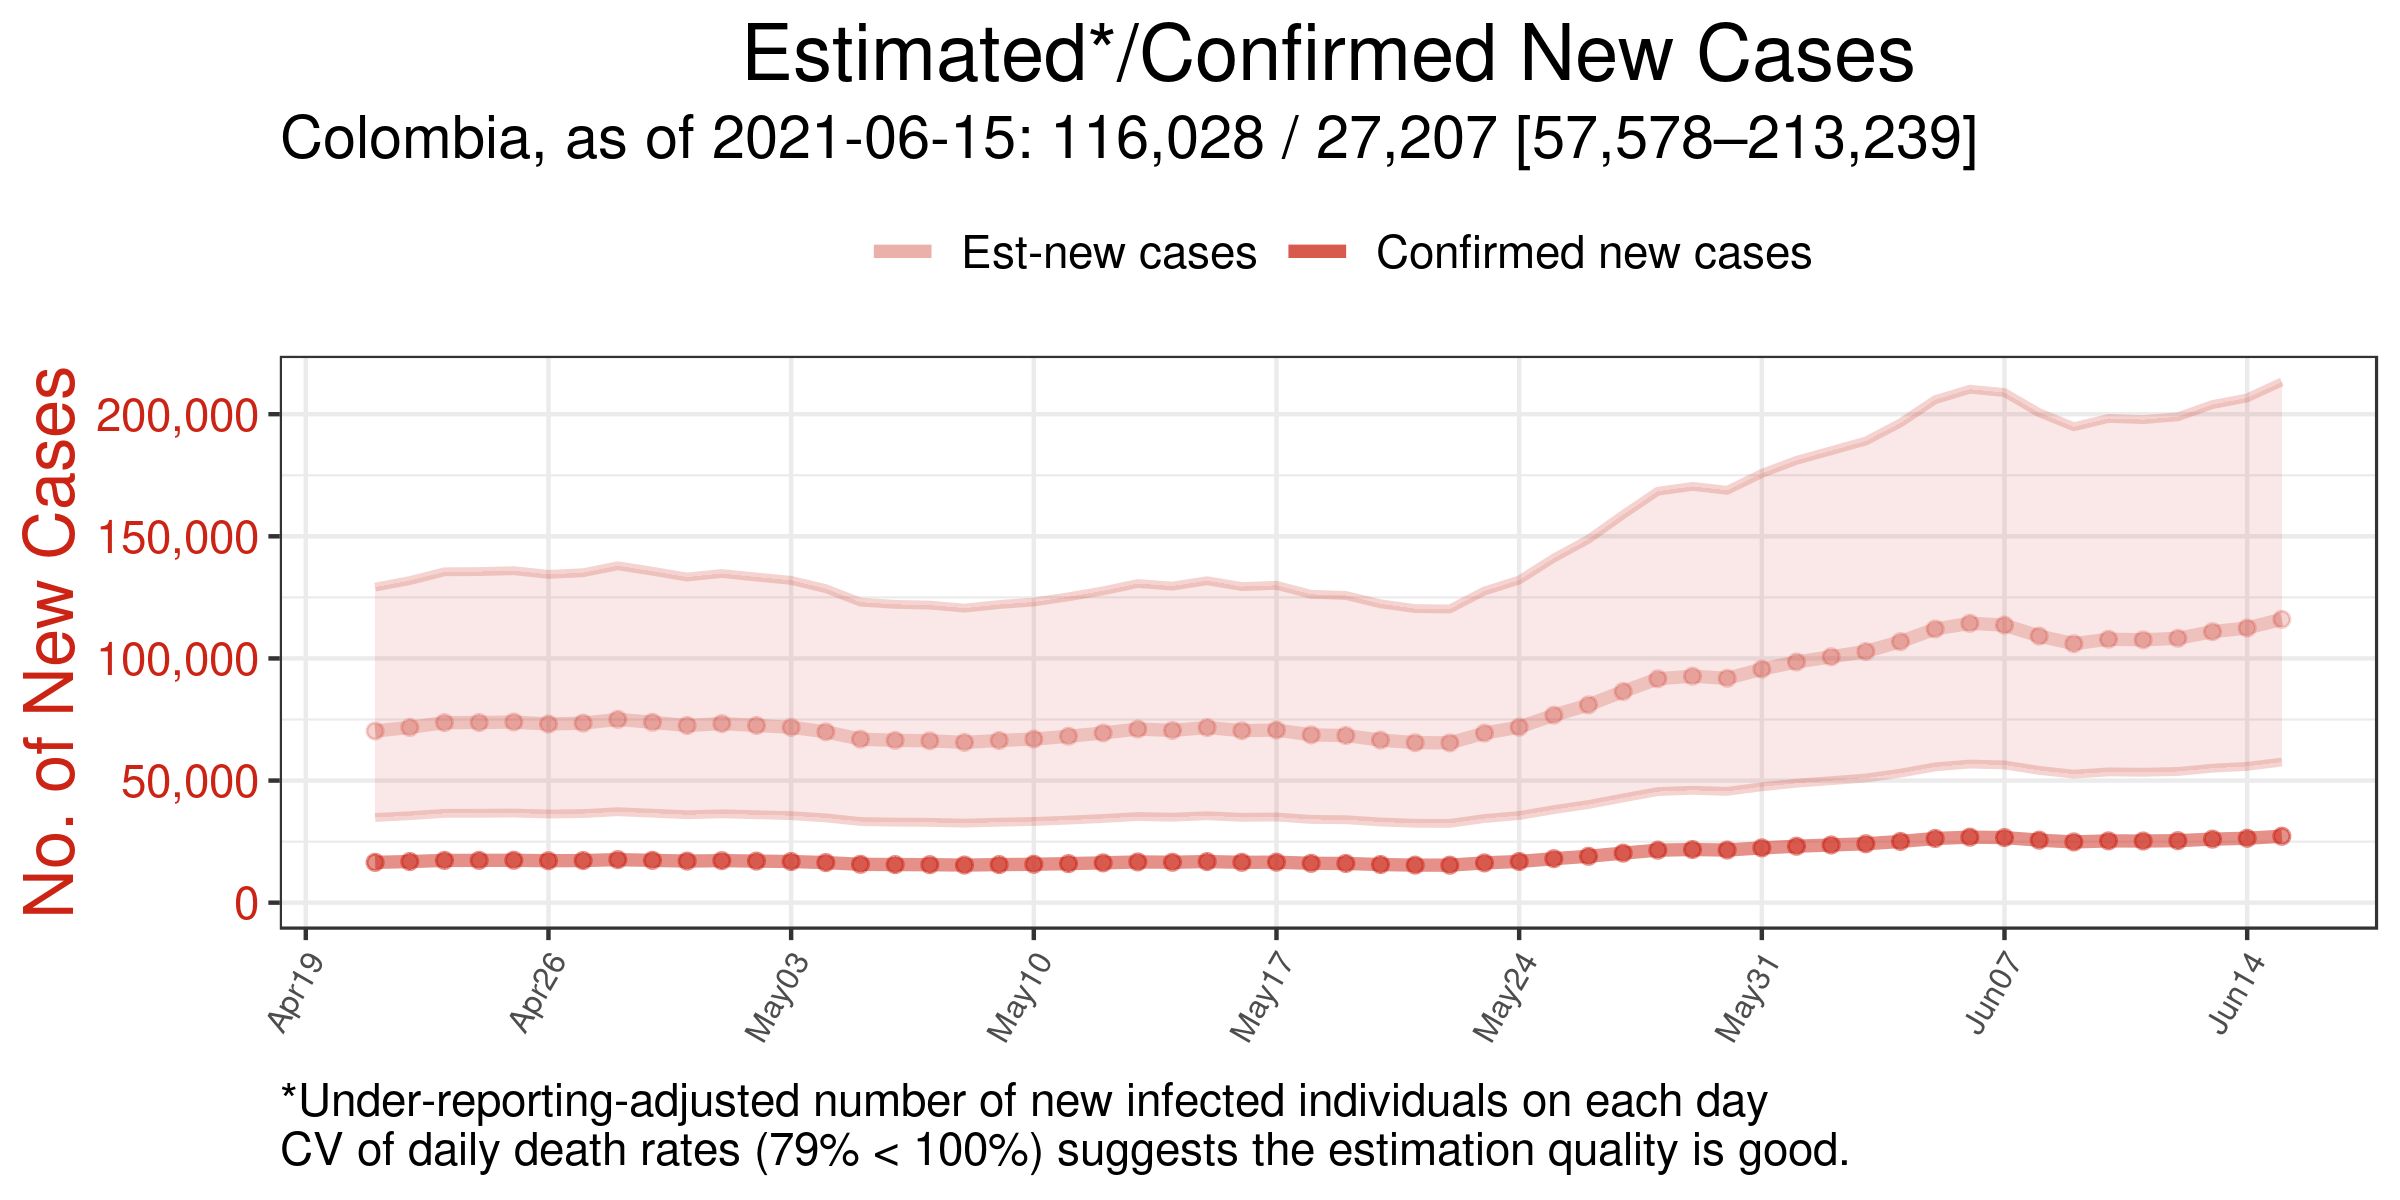 Estimated*/Confirmed New Cases
Colombia, as of 2021-06-15: 116,028 / 27,207 [57,578–213,239]
Est-new cases Confirmed new cases
No. of New Cases
200,000
150,000
100,000
50,000
0
Apr19 Apr26 May03 May10 May17 May24 May31 Jun07 Jun14
*Under-reporting-adjusted number of new infected individuals on each day
CV of daily death rates (79% < 100%) suggests the estimation quality is good.